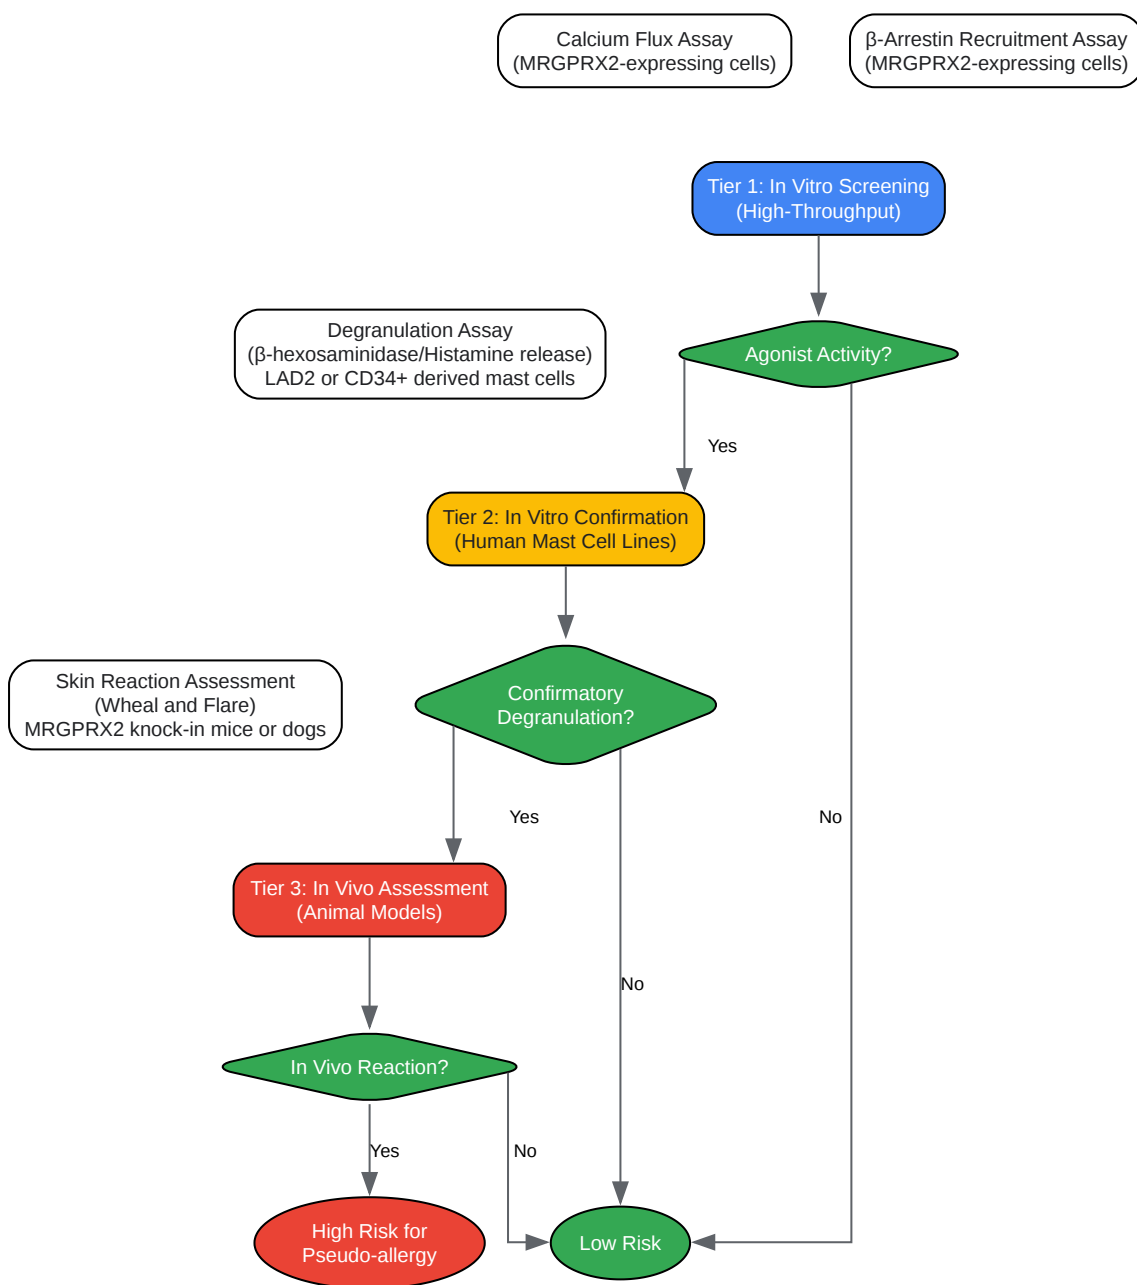 Calcium Flux Assay
(MRGPRX2-expressing cells)
β-Arrestin Recruitment Assay
(MRGPRX2-expressing cells)
Tier 1: In Vitro Screening
(High-Throughput)
Degranulation Assay
(β-hexosaminidase/Histamine release)
LAD2 or CD34+ derived mast cells
Agonist Activity?
Yes
Tier 2: In Vitro Confirmation
(Human Mast Cell Lines)
Skin Reaction Assessment
(Wheal and Flare)
MRGPRX2 knock-in mice or dogs
Confirmatory
Degranulation?
Yes
No
Tier 3: In Vivo Assessment
(Animal Models)
No
In Vivo Reaction?
Yes
No
High Risk for
Pseudo-allergy
Low Risk